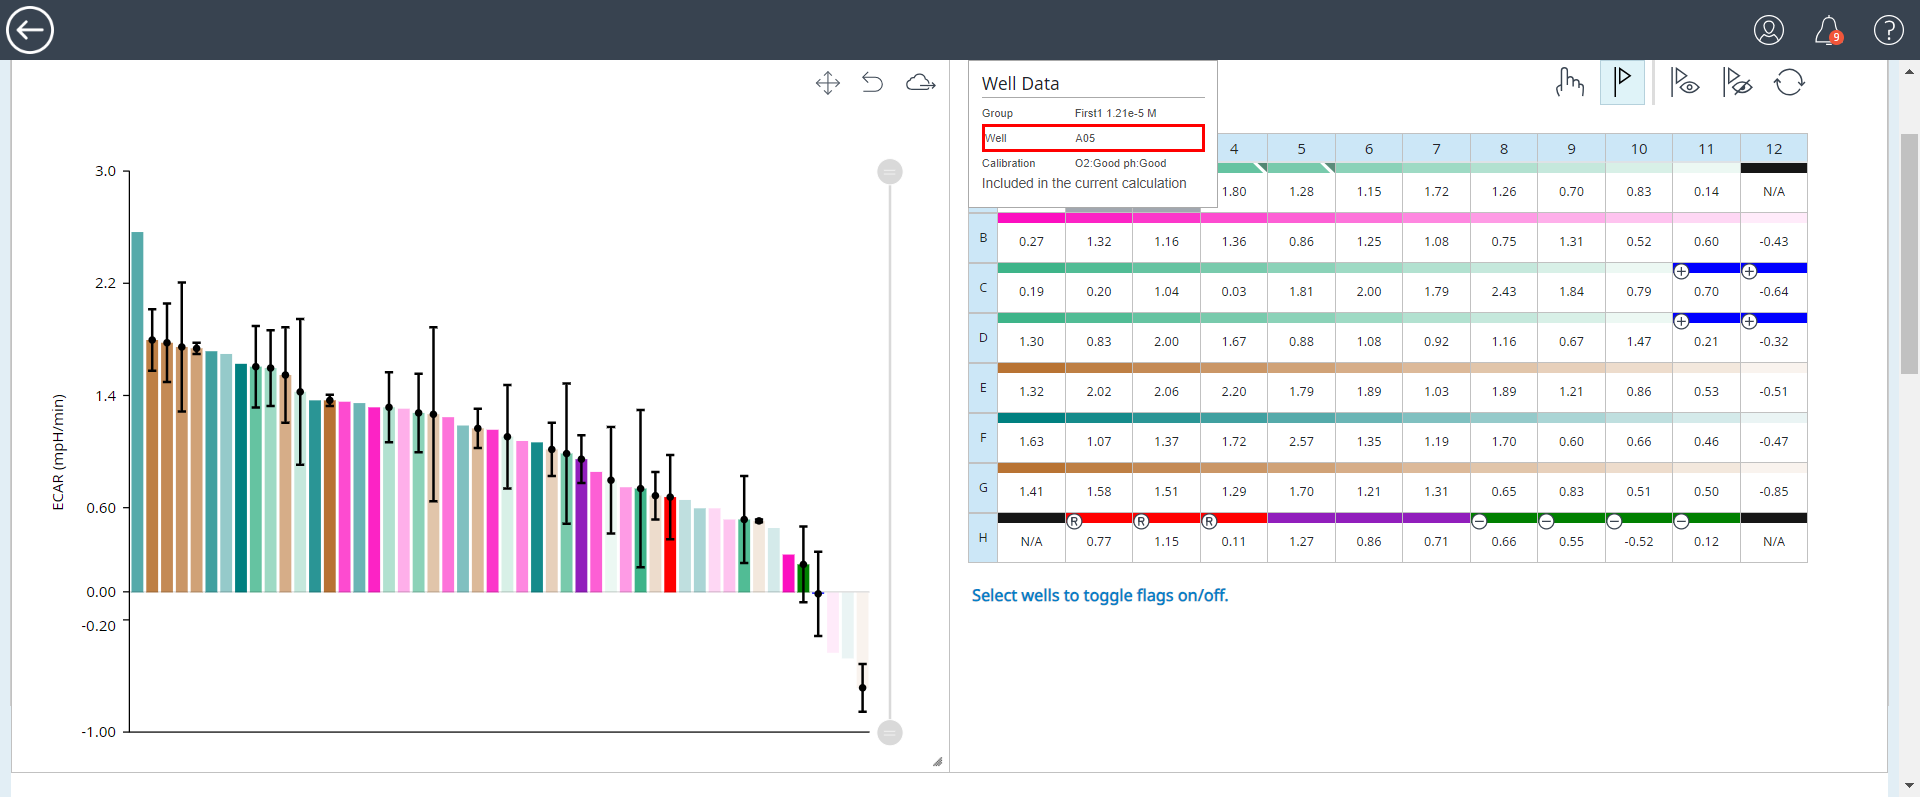 9
Well Data
Group First1 1.21e-5 M
Well A05
Calibration O2:Good ph:Good
Included in the current calculation
ECAR (mpH/min)
3.0
2.2
1.4
0.60
0.00
-0.20
-1.00
4 5 6 7 8 9 10 11 12
1.80 1.28 1.15 1.72 1.26 0.70 0.83 0.14 N/A
B 0.27 1.32 1.16 1.36 0.86 1.25 1.08 0.75 1.31 0.52 0.60 -0.43
+ +
C 0.19 0.20 1.04 0.03 1.81 2.00 1.79 2.43 1.84 0.79 0.70 -0.64
+ +
D 1.30 0.83 2.00 1.67 0.88 1.08 0.92 1.16 0.67 1.47 0.21 -0.32
E 1.32 2.02 2.06 2.20 1.79 1.89 1.03 1.89 1.21 0.86 0.53 -0.51
F 1.63 1.07 1.37 1.72 2.57 1.35 1.19 1.70 0.60 0.66 0.46 -0.47
G 1.41 1.58 1.51 1.29 1.70 1.21 1.31 0.65 0.83 0.51 0.50 -0.85
R R R − − − −
H N/A 0.77 1.15 0.11 1.27 0.86 0.71 0.66 0.55 -0.52 0.12 N/A
Select wells to toggle flags on/off.